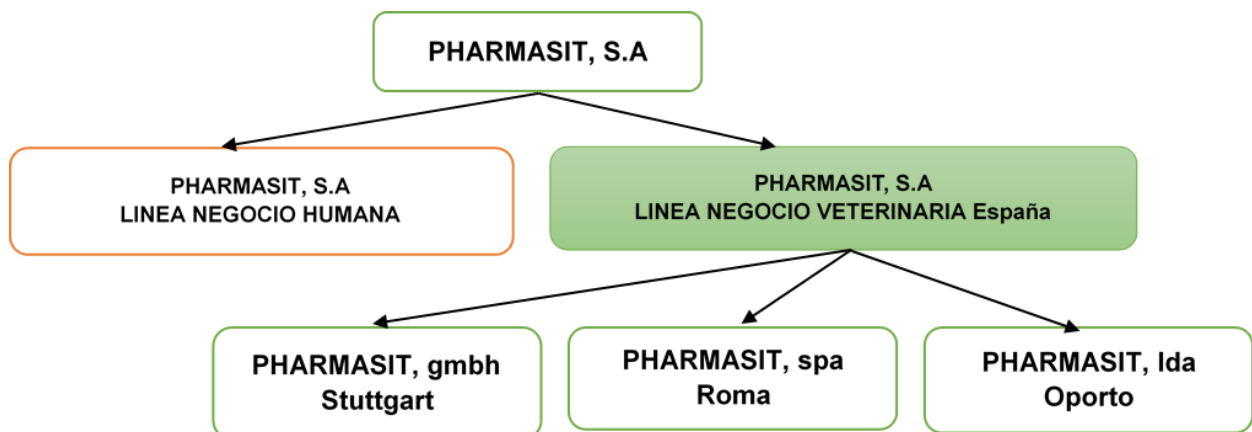 PHARMASIT, S.A
PHARMASIT, S.A
LINEA NEGOCIO HUMANA
PHARMASIT, S.A
LINEA NEGOCIO VETERINARIA España
PHARMASIT, gmbh
Stuttgart
PHARMASIT, spa
Roma
PHARMASIT, lda
Oporto